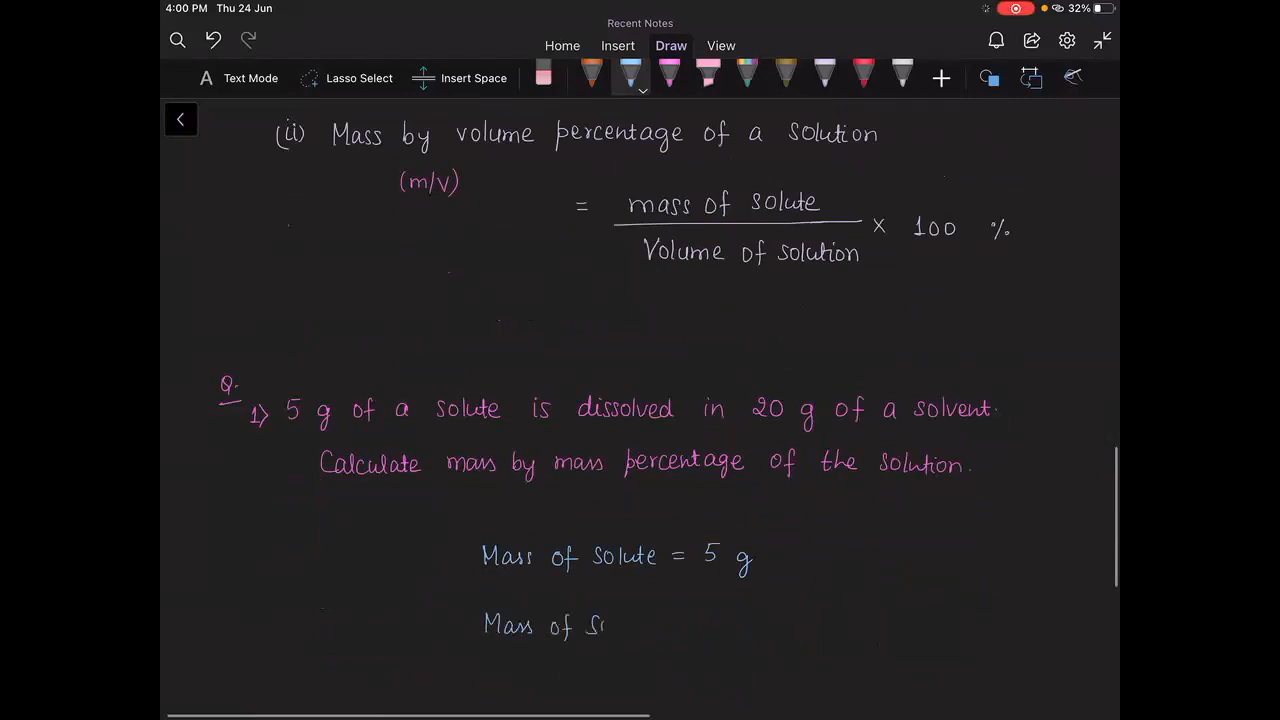 4:00 PM Thu 24 Jun
32%
Recent Notes
Home Insert Draw View
Text Mode Lasso Select Insert Space
(ii) Mass by volume percentage of a solution
(m/v)
= mass of solute
Volume of solution × 100 %
Q.
1) 5 g of a solute is dissolved in 20 g of a solvent.
Calculate mass by mass percentage of the solution.
Mass of solute = 5 g
Mass of